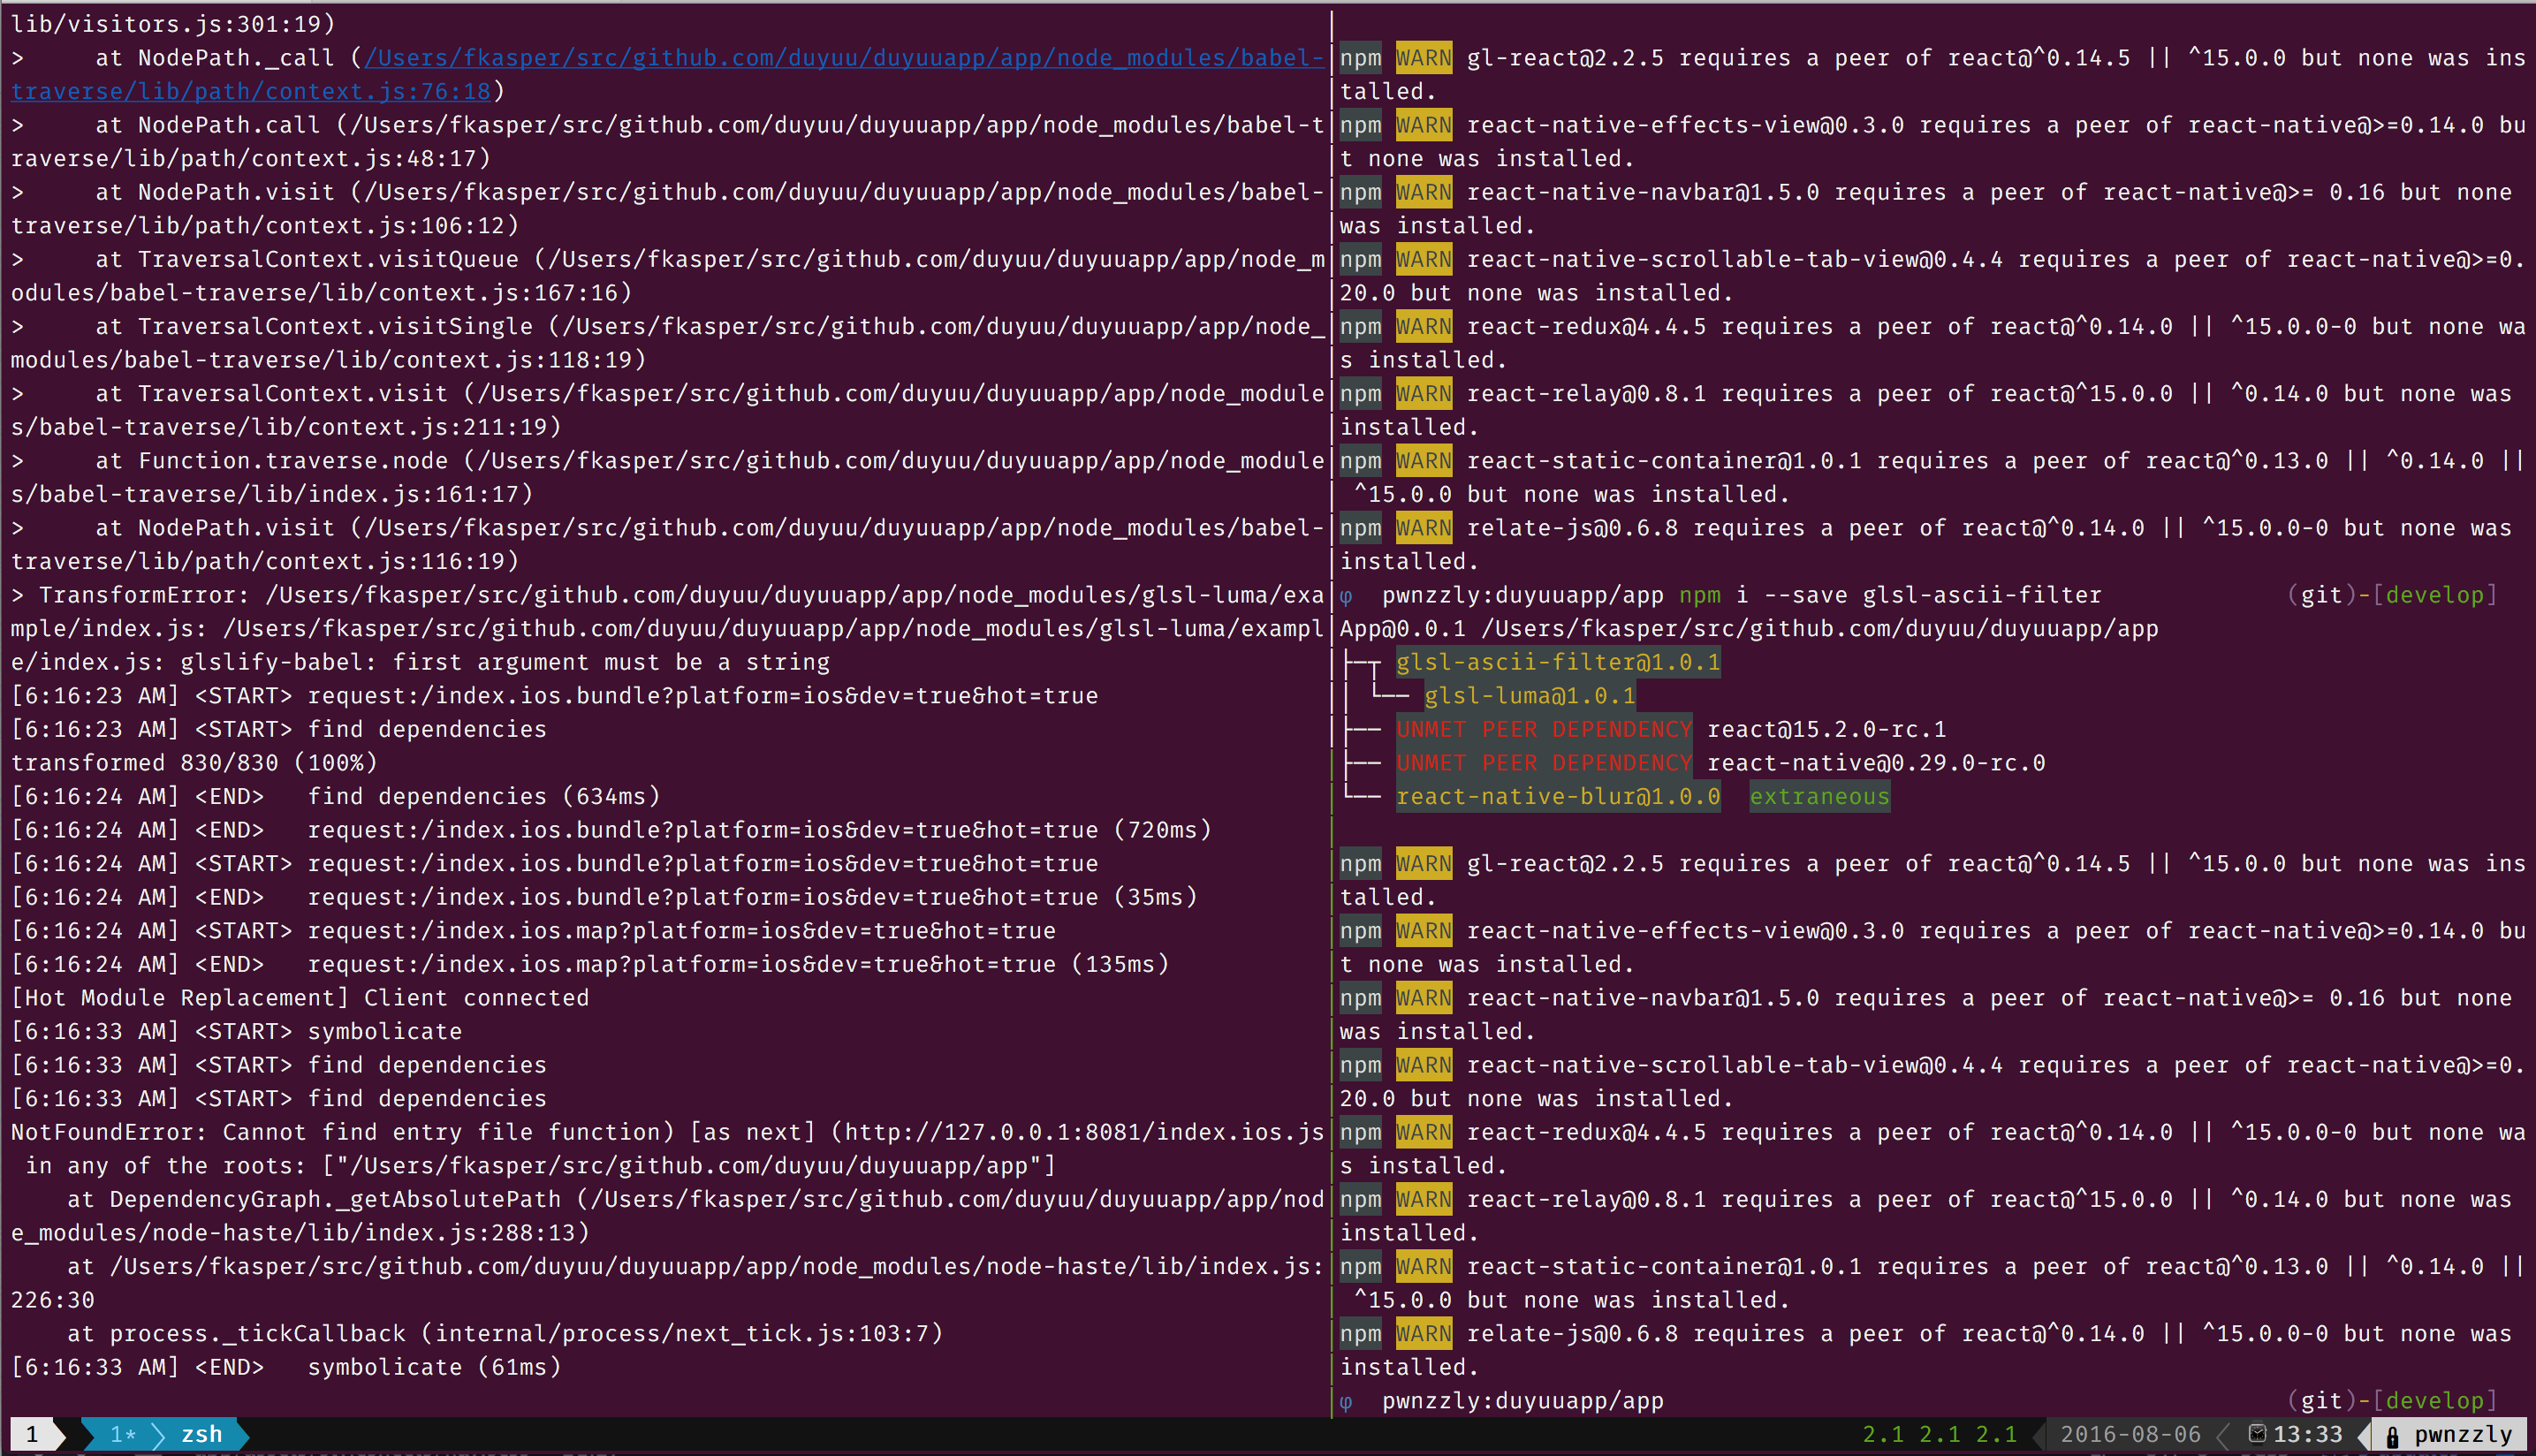 lib/visitors.js:301:19)
>     at NodePath._call (/Users/fkasper/src/github.com/duyuu/duyuuapp/app/node_modules/babel-
traverse/lib/path/context.js:76:18)
>     at NodePath.call (/Users/fkasper/src/github.com/duyuu/duyuuapp/app/node_modules/babel-t
raverse/lib/path/context.js:48:17)
>     at NodePath.visit (/Users/fkasper/src/github.com/duyuu/duyuuapp/app/node_modules/babel-
traverse/lib/path/context.js:106:12)
>     at TraversalContext.visitQueue (/Users/fkasper/src/github.com/duyuu/duyuuapp/app/node_m
odules/babel-traverse/lib/context.js:167:16)
>     at TraversalContext.visitSingle (/Users/fkasper/src/github.com/duyuu/duyuuapp/app/node_
modules/babel-traverse/lib/context.js:118:19)
>     at TraversalContext.visit (/Users/fkasper/src/github.com/duyuu/duyuuapp/app/node_module
s/babel-traverse/lib/context.js:211:19)
>     at Function.traverse.node (/Users/fkasper/src/github.com/duyuu/duyuuapp/app/node_module
s/babel-traverse/lib/index.js:161:17)
>     at NodePath.visit (/Users/fkasper/src/github.com/duyuu/duyuuapp/app/node_modules/babel-
traverse/lib/path/context.js:116:19)
> TransformError: /Users/fkasper/src/github.com/duyuu/duyuuapp/app/node_modules/glsl-luma/exa
mple/index.js: /Users/fkasper/src/github.com/duyuu/duyuuapp/app/node_modules/glsl-luma/exampl
e/index.js: glslify-babel: first argument must be a string
[6:16:23 AM] <START> request:/index.ios.bundle?platform=ios&dev=true&hot=true
[6:16:23 AM] <START> find dependencies
transformed 830/830 (100%)
[6:16:24 AM] <END>   find dependencies (634ms)
[6:16:24 AM] <END>   request:/index.ios.bundle?platform=ios&dev=true&hot=true (720ms)
[6:16:24 AM] <START> request:/index.ios.bundle?platform=ios&dev=true&hot=true
[6:16:24 AM] <END>   request:/index.ios.bundle?platform=ios&dev=true&hot=true (35ms)
[6:16:24 AM] <START> request:/index.ios.map?platform=ios&dev=true&hot=true
[6:16:24 AM] <END>   request:/index.ios.map?platform=ios&dev=true&hot=true (135ms)
[Hot Module Replacement] Client connected
[6:16:33 AM] <START> symbolicate
[6:16:33 AM] <START> find dependencies
[6:16:33 AM] <START> find dependencies
NotFoundError: Cannot find entry file function) [as next] (http://127.0.0.1:8081/index.ios.js
 in any of the roots: ["/Users/fkasper/src/github.com/duyuu/duyuuapp/app"]
    at DependencyGraph._getAbsolutePath (/Users/fkasper/src/github.com/duyuu/duyuuapp/app/nod
e_modules/node-haste/lib/index.js:288:13)
    at /Users/fkasper/src/github.com/duyuu/duyuuapp/app/node_modules/node-haste/lib/index.js:
226:30
    at process._tickCallback (internal/process/next_tick.js:103:7)
[6:16:33 AM] <END>   symbolicate (61ms)
npm WARN gl-react@2.2.5 requires a peer of react@^0.14.5 || ^15.0.0 but none was ins
talled.
npm WARN react-native-effects-view@0.3.0 requires a peer of react-native@>=0.14.0 bu
t none was installed.
npm WARN react-native-navbar@1.5.0 requires a peer of react-native@>= 0.16 but none
was installed.
npm WARN react-native-scrollable-tab-view@0.4.4 requires a peer of react-native@>=0.
20.0 but none was installed.
npm WARN react-redux@4.4.5 requires a peer of react@^0.14.0 || ^15.0.0-0 but none wa
s installed.
npm WARN react-relay@0.8.1 requires a peer of react@^15.0.0 || ^0.14.0 but none was
installed.
npm WARN react-static-container@1.0.1 requires a peer of react@^0.13.0 || ^0.14.0 ||
 ^15.0.0 but none was installed.
npm WARN relate-js@0.6.8 requires a peer of react@^0.14.0 || ^15.0.0-0 but none was
installed.
φ  pwnzzly:duyuuapp/app npm i --save glsl-ascii-filter (git)-[develop]
App@0.0.1 /Users/fkasper/src/github.com/duyuu/duyuuapp/app
├─┬ glsl-ascii-filter@1.0.1
│ └── glsl-luma@1.0.1
├── UNMET PEER DEPENDENCY react@15.2.0-rc.1
├── UNMET PEER DEPENDENCY react-native@0.29.0-rc.0
└── react-native-blur@1.0.0  extraneous
npm WARN gl-react@2.2.5 requires a peer of react@^0.14.5 || ^15.0.0 but none was ins
talled.
npm WARN react-native-effects-view@0.3.0 requires a peer of react-native@>=0.14.0 bu
t none was installed.
npm WARN react-native-navbar@1.5.0 requires a peer of react-native@>= 0.16 but none
was installed.
npm WARN react-native-scrollable-tab-view@0.4.4 requires a peer of react-native@>=0.
20.0 but none was installed.
npm WARN react-redux@4.4.5 requires a peer of react@^0.14.0 || ^15.0.0-0 but none wa
s installed.
npm WARN react-relay@0.8.1 requires a peer of react@^15.0.0 || ^0.14.0 but none was
installed.
npm WARN react-static-container@1.0.1 requires a peer of react@^0.13.0 || ^0.14.0 ||
 ^15.0.0 but none was installed.
npm WARN relate-js@0.6.8 requires a peer of react@^0.14.0 || ^15.0.0-0 but none was
installed.
φ  pwnzzly:duyuuapp/app (git)-[develop]
1 1* zsh 2.1 2.1 2.1 2016-08-06 13:33 pwnzzly